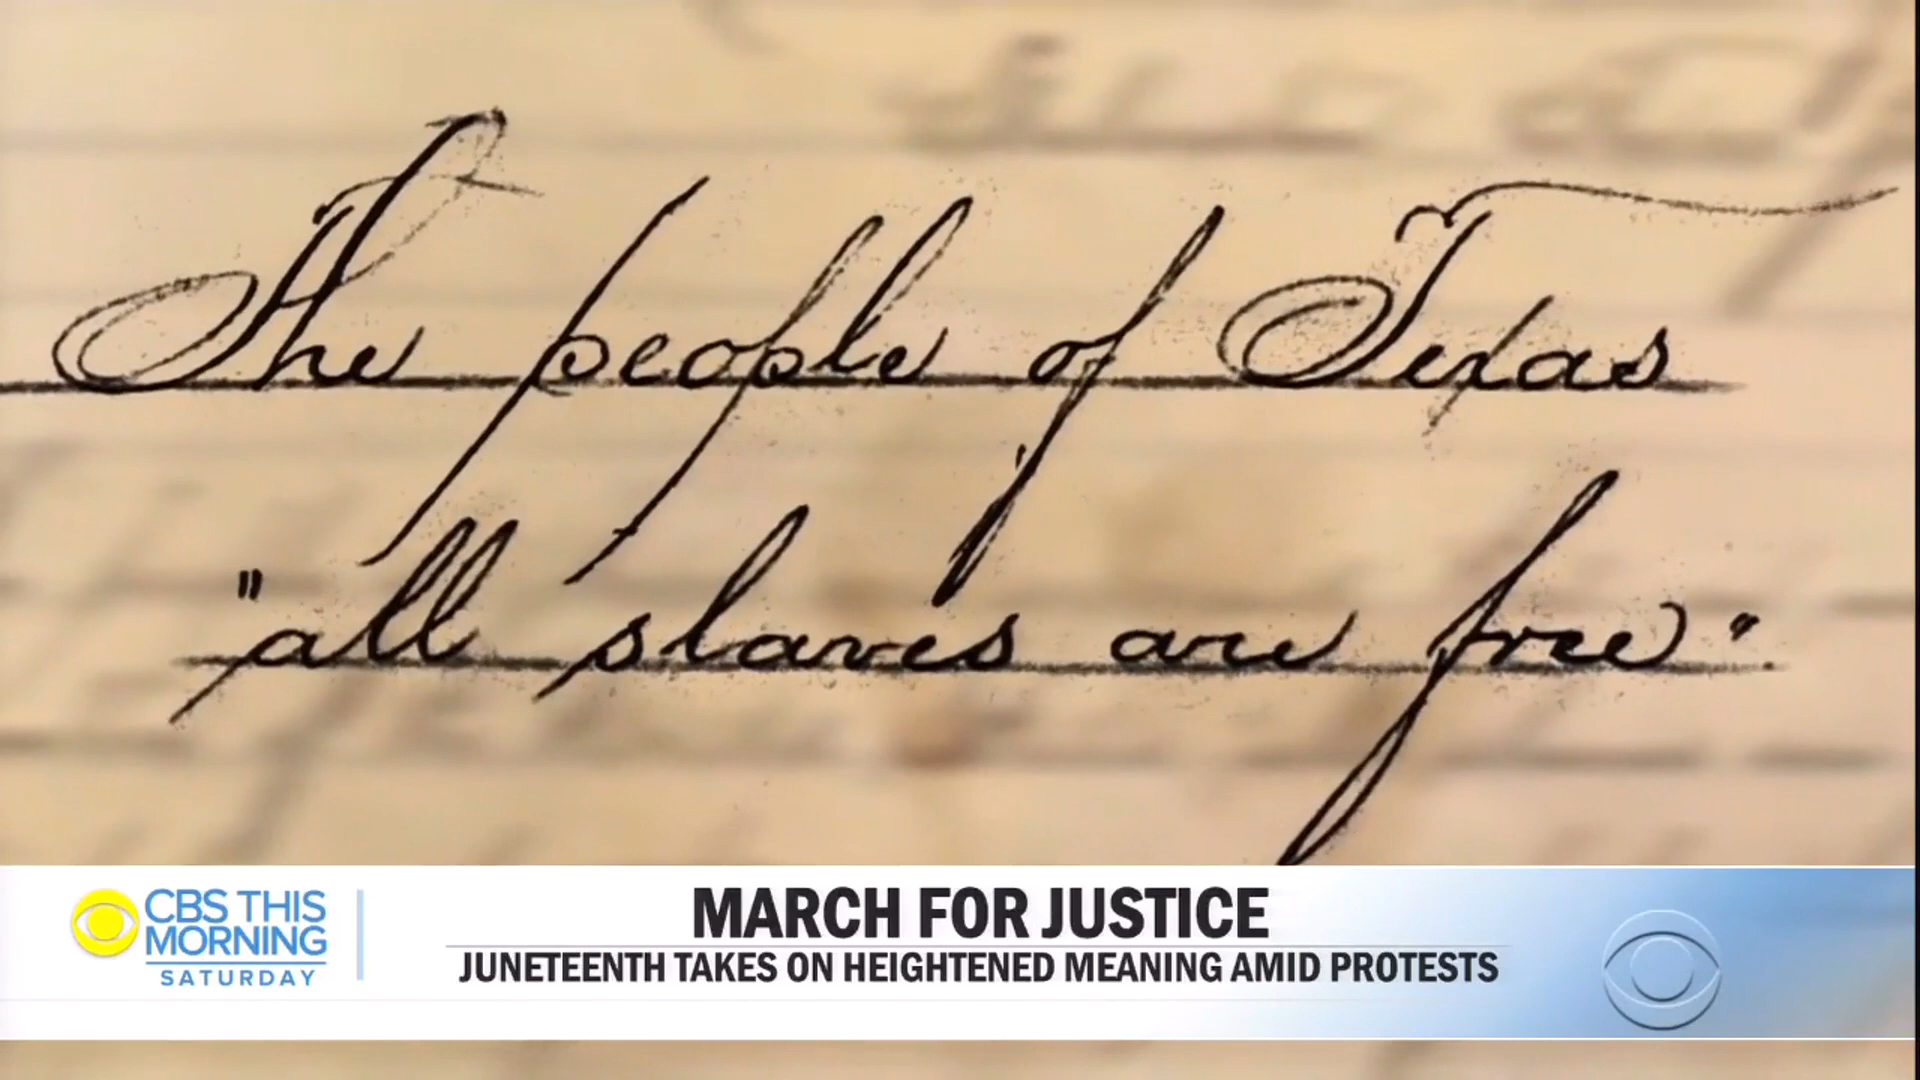 The people of Texas
"all slaves are free".
CBS THIS
MORNING
SATURDAY
MARCH FOR JUSTICE
JUNETEENTH TAKES ON HEIGHTENED MEANING AMID PROTESTS